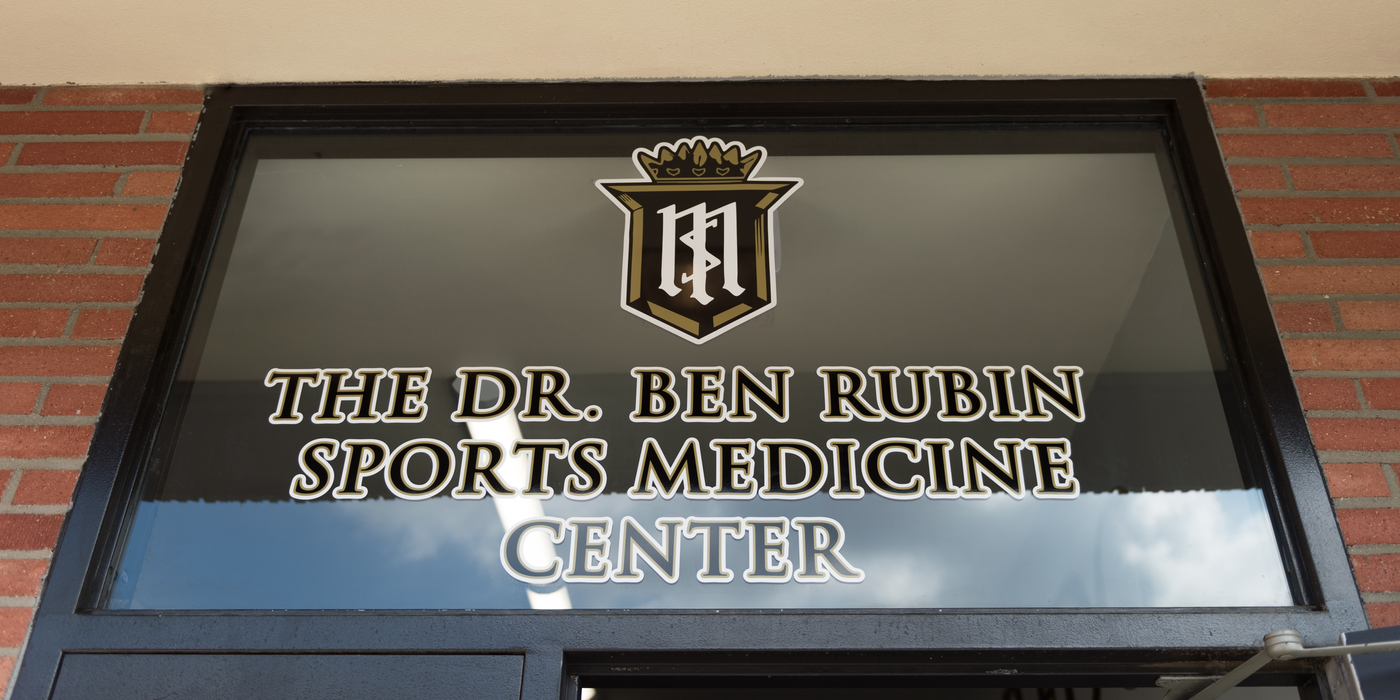 THE DR. BEN RUBIN
SPORTS MEDICINE
CENTER